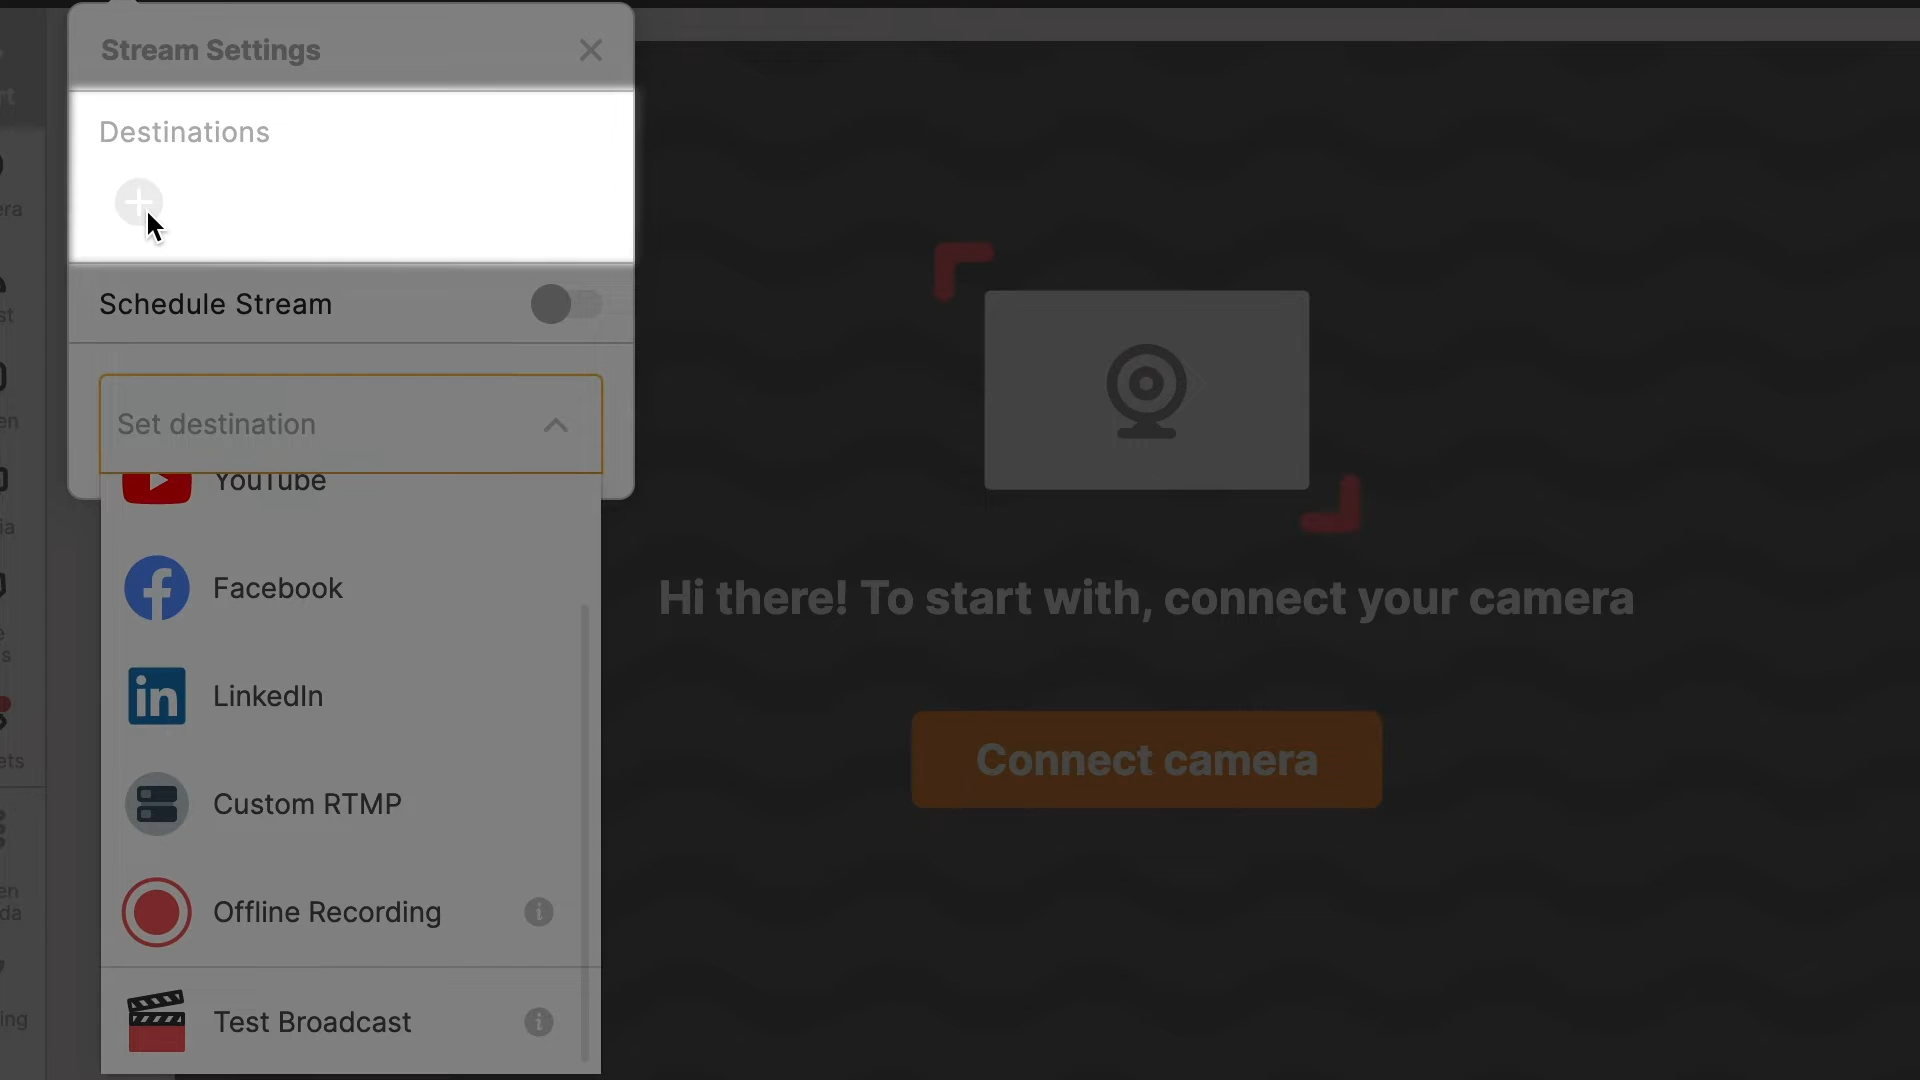 Stream Settings
Destinations
Schedule Stream
Set destination
YouTube
Facebook
LinkedIn
Custom RTMP
Offline Recording
Test Broadcast
Hi there! To start with, connect your camera
Connect camera